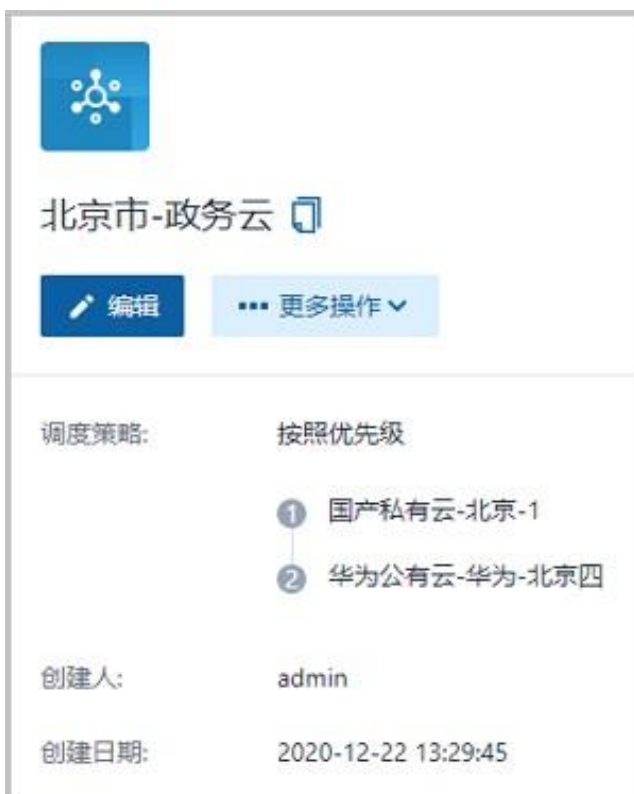 北京市-政务云
编辑
更多操作
调度策略: 按照优先级
1 国产私有云-北京-1
2 华为公有云-华为-北京四
创建人: admin
创建日期: 2020-12-22 13:29:45